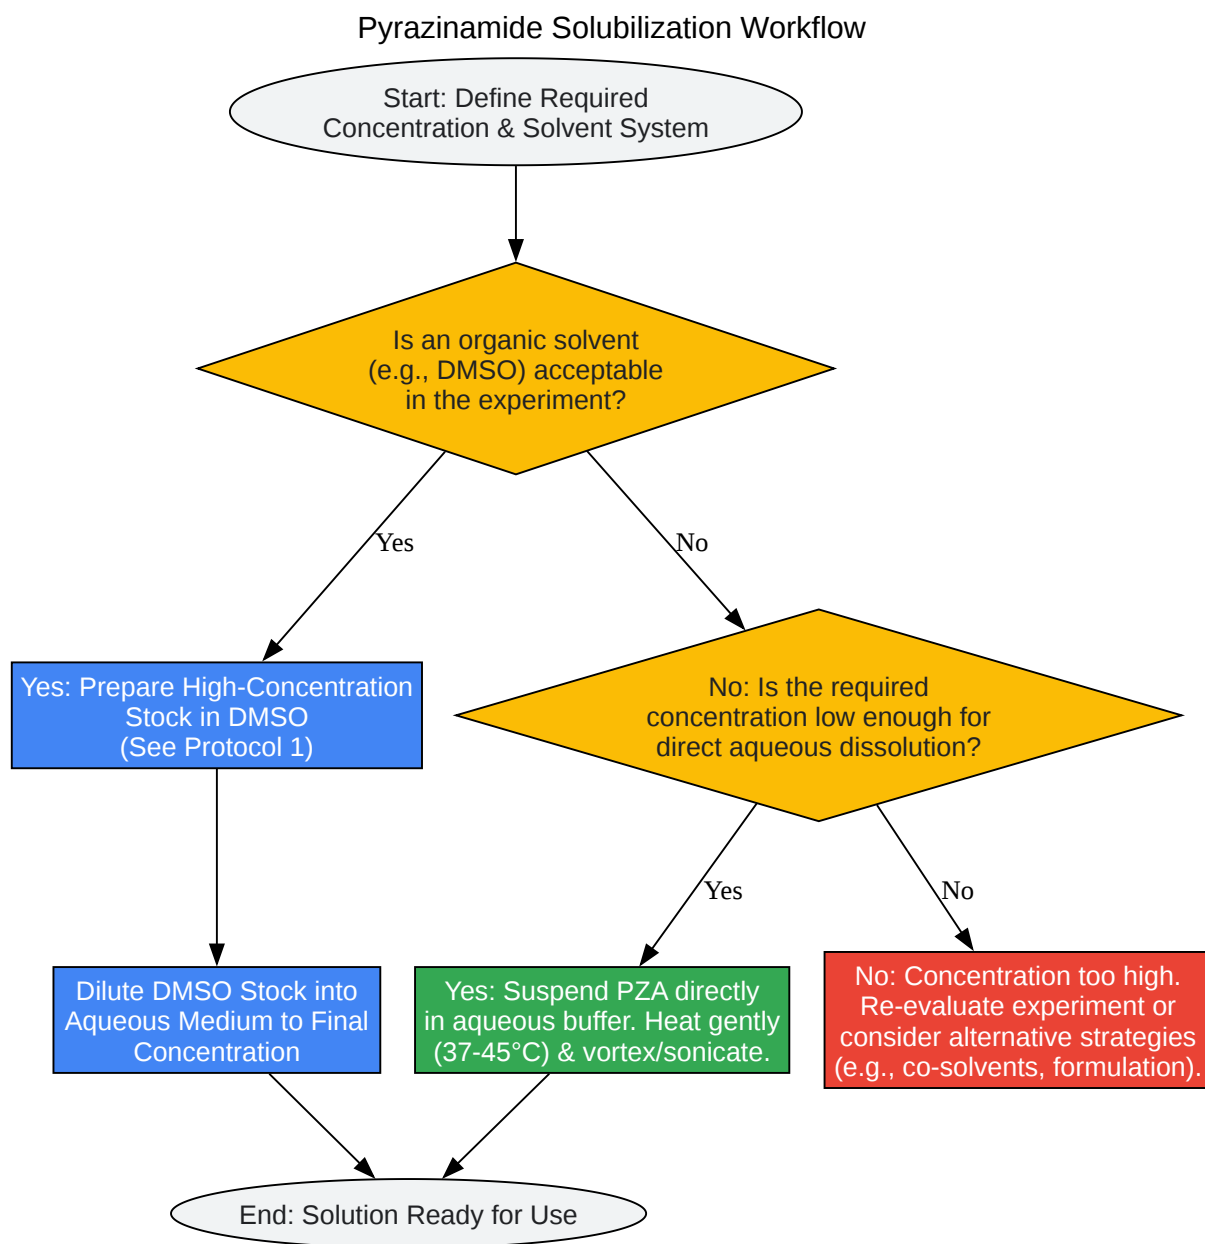 Pyrazinamide Solubilization Workflow
Start: Define Required
Concentration & Solvent System
Is an organic solvent
(e.g., DMSO) acceptable
in the experiment?
Yes
No
Yes: Prepare High-Concentration
Stock in DMSO
(See Protocol 1)
No: Is the required
concentration low enough for
direct aqueous dissolution?
Yes
No
Dilute DMSO Stock into
Aqueous Medium to Final
Concentration
Yes: Suspend PZA directly
in aqueous buffer. Heat gently
(37-45°C) & vortex/sonicate.
No: Concentration too high.
Re-evaluate experiment or
consider alternative strategies
(e.g., co-solvents, formulation).
End: Solution Ready for Use